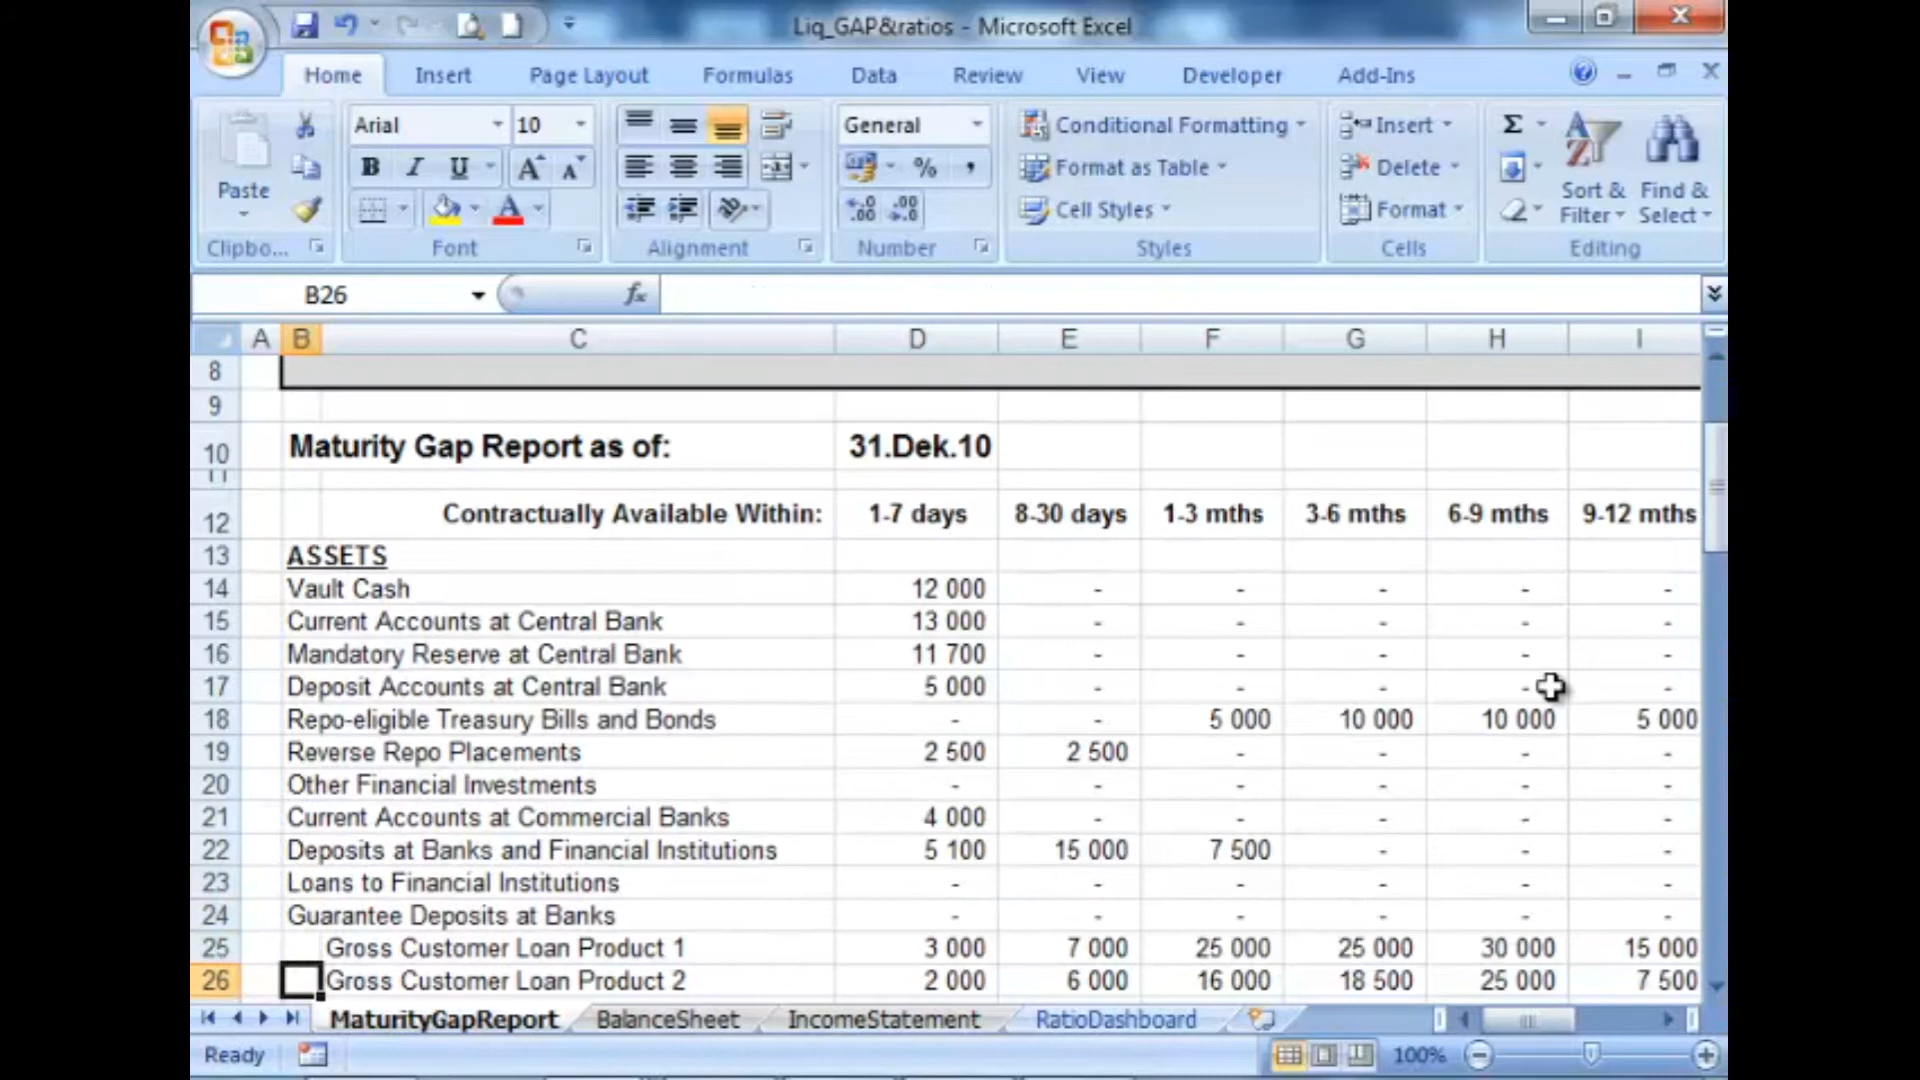 Liq_GAP&ratios - Microsoft Excel
Home Insert Page Layout Formulas Data Review View Developer Add-Ins
Arial 10 General Conditional Formatting Insert Σ
B I U A A % , Format as Table Delete
Paste A Cell Styles Format Sort & Filter Find & Select
Clipbo... Font Alignment Number Styles Cells Editing
B26 fx
A B C D E F G H I
8
9
10 Maturity Gap Report as of: 31.Dek.10
11
12 Contractually Available Within: 1-7 days 8-30 days 1-3 mths 3-6 mths 6-9 mths 9-12 mths
13 ASSETS
14 Vault Cash 12 000 - - - - -
15 Current Accounts at Central Bank 13 000 - - - - -
16 Mandatory Reserve at Central Bank 11 700 - - - - -
17 Deposit Accounts at Central Bank 5 000 - - - - -
18 Repo-eligible Treasury Bills and Bonds - - 5 000 10 000 10 000 5 000
19 Reverse Repo Placements 2 500 2 500 - - - -
20 Other Financial Investments - - - - - -
21 Current Accounts at Commercial Banks 4 000 - - - - -
22 Deposits at Banks and Financial Institutions 5 100 15 000 7 500 - - -
23 Loans to Financial Institutions - - - - - -
24 Guarantee Deposits at Banks - - - - - -
25 Gross Customer Loan Product 1 3 000 7 000 25 000 25 000 30 000 15 000
26 Gross Customer Loan Product 2 2 000 6 000 16 000 18 500 25 000 7 500
MaturityGapReport BalanceSheet IncomeStatement RatioDashboard
Ready 100%